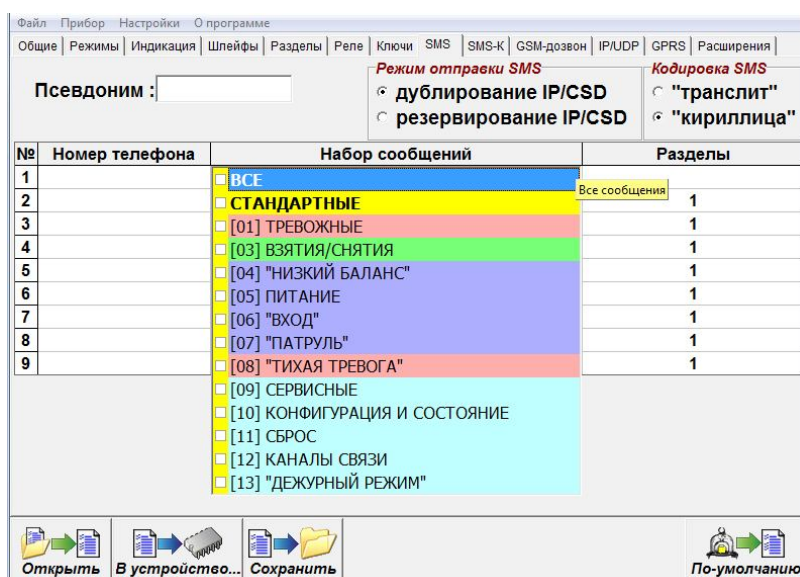 Файл Прибор Настройки О программе
Общие Режимы Индикация Шлейфы Разделы Реле Ключи SMS SMS-K GSM-дозвон IP/UDP GPRS Расширения
Псевдоним :
Режим отправки SMS
дублирование IP/CSD
резервирование IP/CSD
Кодировка SMS
"транслит"
"кириллица"
№ Номер телефона Набор сообщений Разделы
1 ВСЕ
Все сообщения
2 СТАНДАРТНЫЕ 1
3 [01] ТРЕВОЖНЫЕ 1
4 [03] ВЗЯТИЯ/СНЯТИЯ 1
5 [04] "НИЗКИЙ БАЛАНС" 1
6 [05] ПИТАНИЕ 1
7 [06] "ВХОД" 1
8 [07] "ПАТРУЛЬ" 1
9 [08] "ТИХАЯ ТРЕВОГА" 1
[09] СЕРВИСНЫЕ
[10] КОНФИГУРАЦИЯ И СОСТОЯНИЕ
[11] СБРОС
[12] КАНАЛЫ СВЯЗИ
[13] "ДЕЖУРНЫЙ РЕЖИМ"
Открыть В устройство... Сохранить По-умолчанию